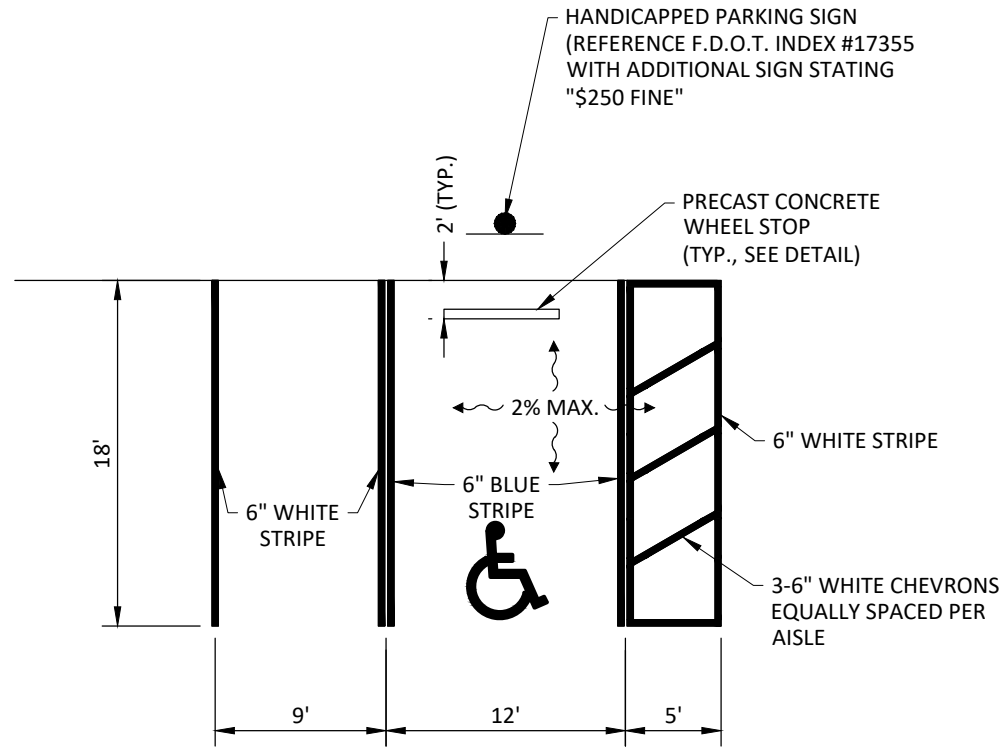 HANDICAPPED PARKING SIGN
(REFERENCE F.D.O.T. INDEX #17355
WITH ADDITIONAL SIGN STATING
"$250 FINE"
2' (TYP.)
PRECAST CONCRETE
WHEEL STOP
(TYP., SEE DETAIL)
2% MAX.
18'
6" WHITE STRIPE
6" BLUE
STRIPE
6" WHITE
STRIPE
3-6" WHITE CHEVRONS
EQUALLY SPACED PER
AISLE
9'
12'
5'